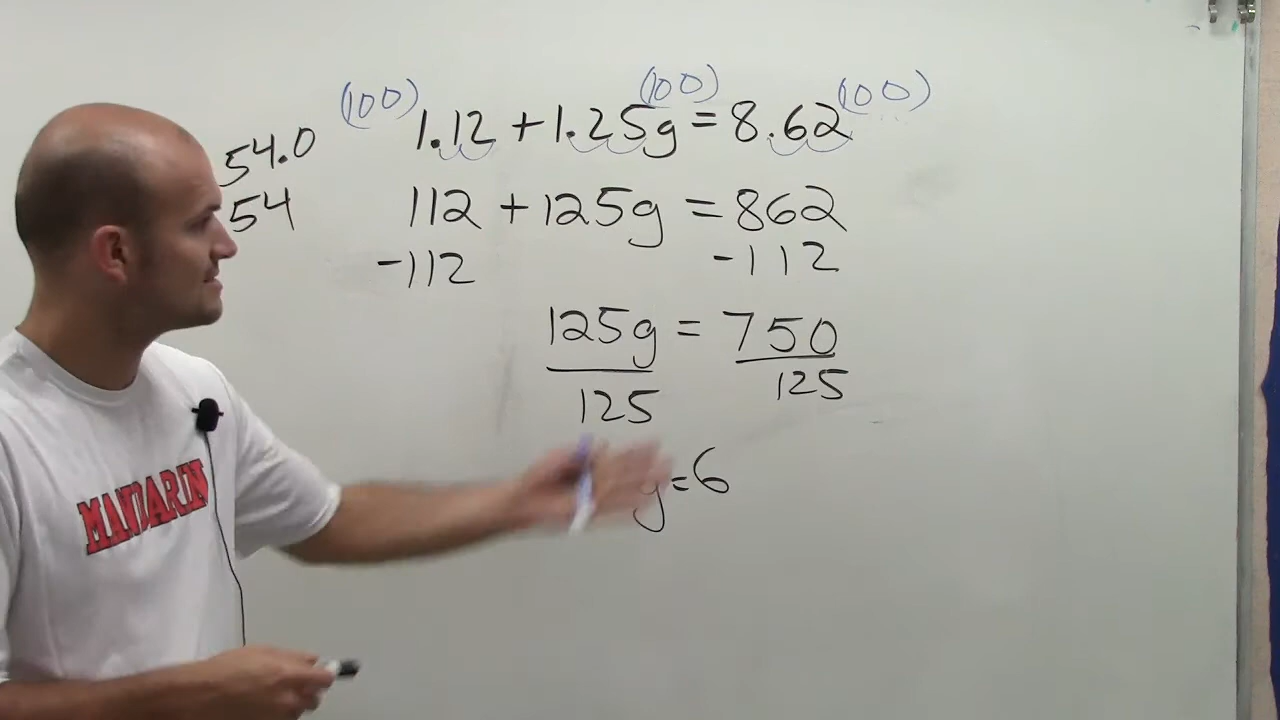 (100) (100) (100)
1.12 + 1.25g = 8.62
54.0
54
112 + 125g = 862
-112 -112
125g = 750
125 125
g = 6
MANDARIN